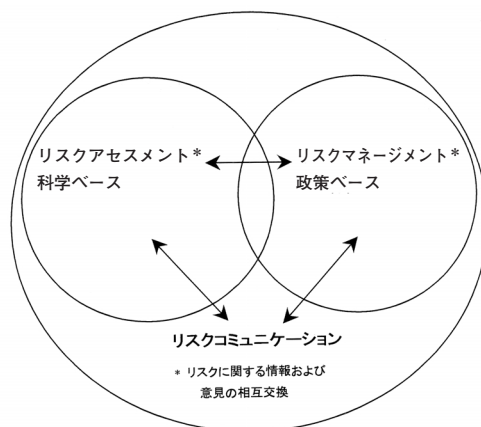 リスクアセスメント*
科学ベース
リスクマネージメント*
政策ベース
リスクコミュニケーション
* リスクに関する情報および
意見の相互交換